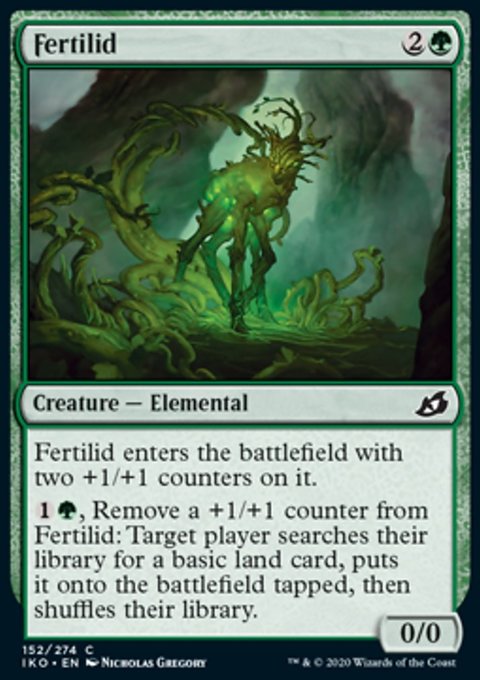 Fertilid 2
Creature — Elemental
Fertilid enters the battlefield with
two +1/+1 counters on it.
1 , Remove a +1/+1 counter from
Fertilid: Target player searches their
library for a basic land card, puts
it onto the battlefield tapped, then
shuffles their library.
0/0
152/274 C
IKO • EN Nicholas Gregory
™ & © 2020 Wizards of the Coast